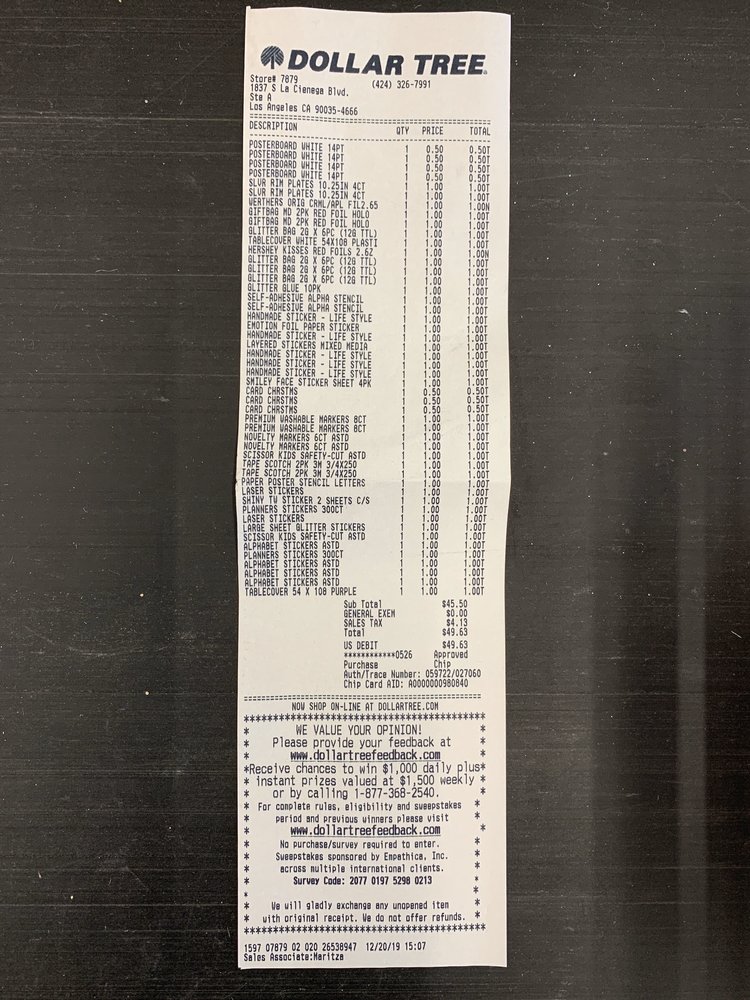 DOLLAR TREE
Store# 7879 (424) 326-7991
1837 S La Cienega Blvd.
Ste A
Los Angeles CA 90035-4666
DESCRIPTION QTY PRICE TOTAL
POSTERBOARD WHITE 14PT 1 0.50 0.50T
POSTERBOARD WHITE 14PT 1 0.50 0.50T
POSTERBOARD WHITE 14PT 1 0.50 0.50T
POSTERBOARD WHITE 14PT 1 0.50 0.50T
SLVR RIM PLATES 10.25IN 4CT 1 1.00 1.00T
SLVR RIM PLATES 10.25IN 4CT 1 1.00 1.00T
WERTHERS ORIG CRML/APL FIL2.65 1 1.00 1.00N
GIFTBAG MD 2PK RED FOIL HOLO 1 1.00 1.00T
GIFTBAG MD 2PK RED FOIL HOLO 1 1.00 1.00T
GLITTER BAG 2G X 6PC (12G TTL) 1 1.00 1.00T
TABLECOVER WHITE 54X108 PLASTI 1 1.00 1.00T
HERSHEY KISSES RED FOILS 2.6Z 1 1.00 1.00N
GLITTER BAG 2G X 6PC (12G TTL) 1 1.00 1.00T
GLITTER BAG 2G X 6PC (12G TTL) 1 1.00 1.00T
GLITTER BAG 2G X 6PC (12G TTL) 1 1.00 1.00T
GLITTER GLUE 10PK 1 1.00 1.00T
SELF-ADHESIVE ALPHA STENCIL 1 1.00 1.00T
SELF-ADHESIVE ALPHA STENCIL 1 1.00 1.00T
HANDMADE STICKER - LIFE STYLE 1 1.00 1.00T
EMOTION FOIL PAPER STICKER 1 1.00 1.00T
HANDMADE STICKER - LIFE STYLE 1 1.00 1.00T
LAYERED STICKERS MIXED MEDIA 1 1.00 1.00T
HANDMADE STICKER - LIFE STYLE 1 1.00 1.00T
HANDMADE STICKER - LIFE STYLE 1 1.00 1.00T
HANDMADE STICKER - LIFE STYLE 1 1.00 1.00T
SMILEY FACE STICKER SHEET 4PK 1 1.00 1.00T
CARD CHRSTMS 1 0.50 0.50T
CARD CHRSTMS 1 0.50 0.50T
CARD CHRSTMS 1 0.50 0.50T
PREMIUM WASHABLE MARKERS 8CT 1 1.00 1.00T
PREMIUM WASHABLE MARKERS 8CT 1 1.00 1.00T
NOVELTY MARKERS 6CT ASTD 1 1.00 1.00T
NOVELTY MARKERS 6CT ASTD 1 1.00 1.00T
SCISSOR KIDS SAFETY-CUT ASTD 1 1.00 1.00T
TAPE SCOTCH 2PK 3M 3/4X250 1 1.00 1.00T
TAPE SCOTCH 2PK 3M 3/4X250 1 1.00 1.00T
PAPER POSTER STENCIL LETTERS 1 1.00 1.00T
LASER STICKERS 1 1.00 1.00T
SHINY TW STICKER 2 SHEETS C/S 1 1.00 1.00T
PLANNERS STICKERS 300CT 1 1.00 1.00T
LASER STICKERS 1 1.00 1.00T
LARGE SHEET GLITTER STICKERS 1 1.00 1.00T
SCISSOR KIDS SAFETY-CUT ASTD 1 1.00 1.00T
ALPHABET STICKERS ASTD 1 1.00 1.00T
PLANNERS STICKERS 300CT 1 1.00 1.00T
ALPHABET STICKERS ASTD 1 1.00 1.00T
ALPHABET STICKERS ASTD 1 1.00 1.00T
ALPHABET STICKERS ASTD 1 1.00 1.00T
TABLECOVER 54 X 108 PURPLE 1 1.00 1.00T
Sub Total $45.50
GENERAL EXEM $0.00
SALES TAX $4.13
Total $49.63
US DEBIT $49.63
************0526 Approved
Purchase Chip
Auth/Trace Number: 059722/027060
Chip Card AID: A0000000980840
NOW SHOP ON-LINE AT DOLLARTREE.COM
WE VALUE YOUR OPINION!
Please provide your feedback at
www.dollartreefeedback.com
*Receive chances to win $1,000 daily plus*
* instant prizes valued at $1,500 weekly *
* or by calling 1-877-368-2540. *
* For complete rules, eligibility and sweepstakes *
* period and previous winners please visit *
* www.dollartreefeedback.com *
* No purchase/survey required to enter. *
* Sweepstakes sponsored by Empathica, Inc. *
* across multiple international clients. *
* Survey Code: 2077 0197 5298 0213 *
* We will gladly exchange any unopened item *
* with original receipt. We do not offer refunds. *
1597 07879 02 020 26538947 12/20/19 15:07
Sales Associate:Maritza